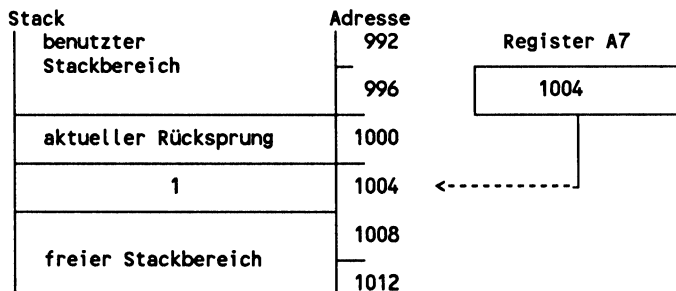 Stack Adresse
benutzter 992 Register A7
Stackbereich
996 1004
aktueller Rücksprung 1000
1 1004
1008
freier Stackbereich
1012